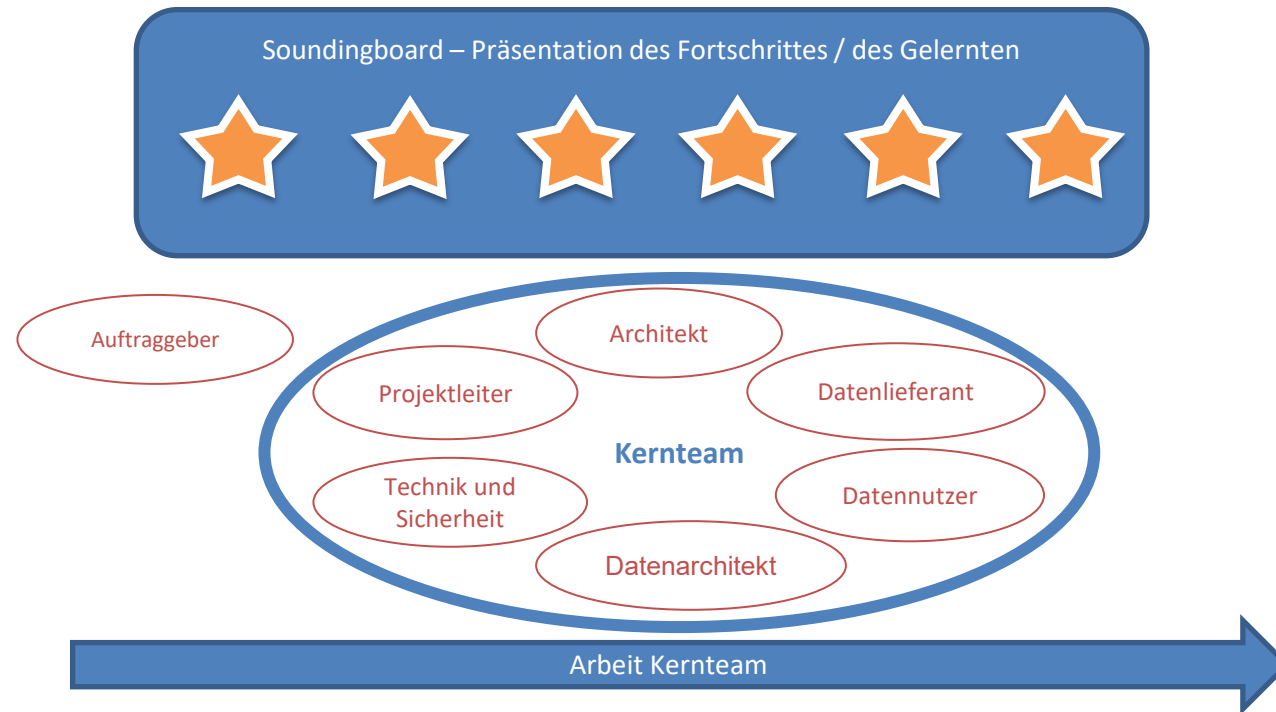 Soundingboard – Präsentation des Fortschrittes / des Gelernten
Auftraggeber
Architekt
Projektleiter
Datenlieferant
Kernteam
Technik und
Sicherheit
Datennutzer
Datenarchitekt
Arbeit Kernteam